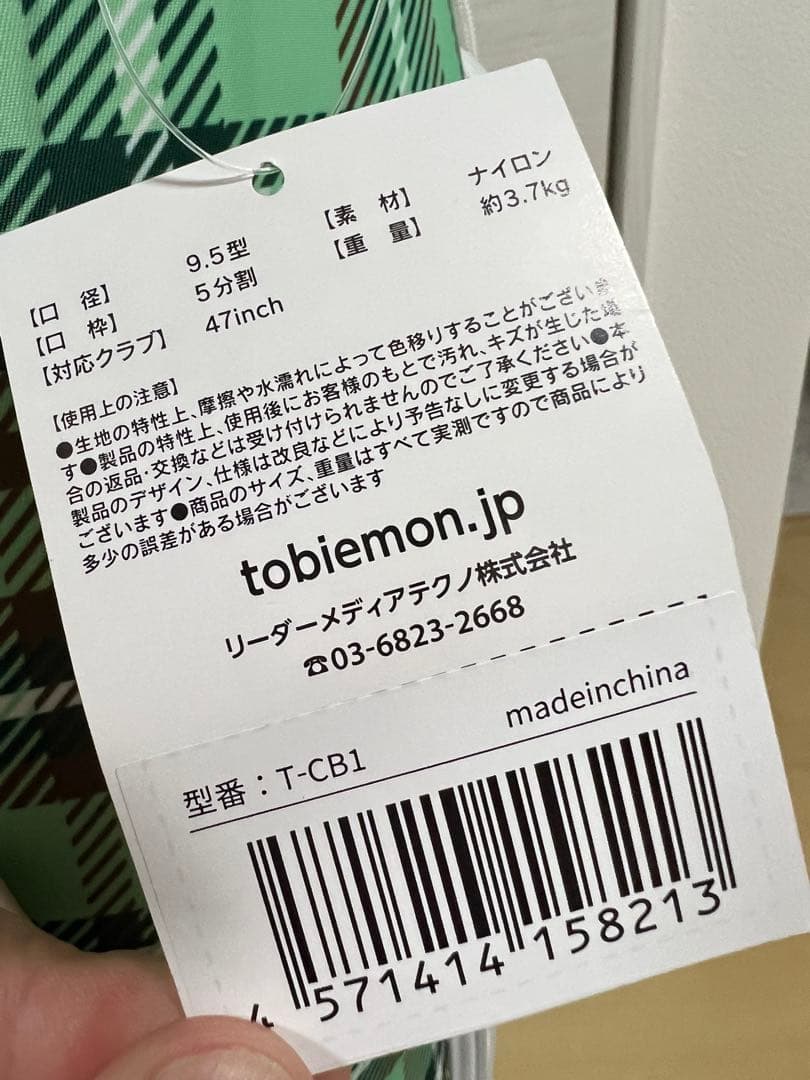 【口　径】 9.5型 【素　材】 ナイロン
【口　枠】 5分割 【重　量】 約3.7kg
【対応クラブ】 47inch
【使用上の注意】
●生地の特性上、摩擦や水濡れによって色移りすることがございま
す●製品の特性上、使用後にお客様のもとで汚れ、キズが生じた場
合の返品・交換などは受け付けられませんのでご了承ください●本
製品のデザイン、仕様は改良などにより予告なしに変更する場合が
ございます●商品のサイズ、重量はすべて実測ですので商品により
多少の誤差がある場合がございます
tobiemon.jp
リーダーメディアテクノ株式会社
☎03-6823-2668
madeinchina
型番：T-CB1
4 571414 158213